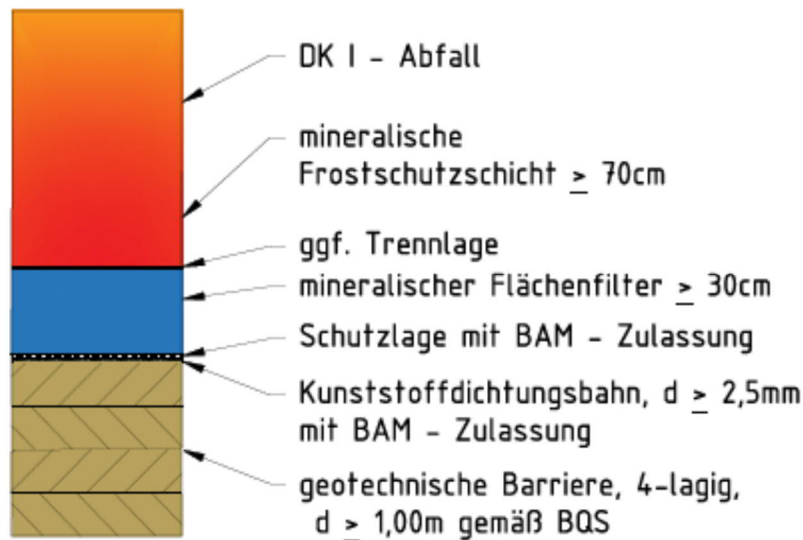 DK I - Abfall
mineralische
Frostschutzschicht ≥ 70cm
ggf. Trennlage
mineralischer Flächenfilter ≥ 30cm
Schutzlage mit BAM - Zulassung
Kunststoffdichtungsbahn, d ≥ 2,5mm
mit BAM - Zulassung
geotechnische Barriere, 4-lagig,
d ≥ 1,00m gemäß BQS